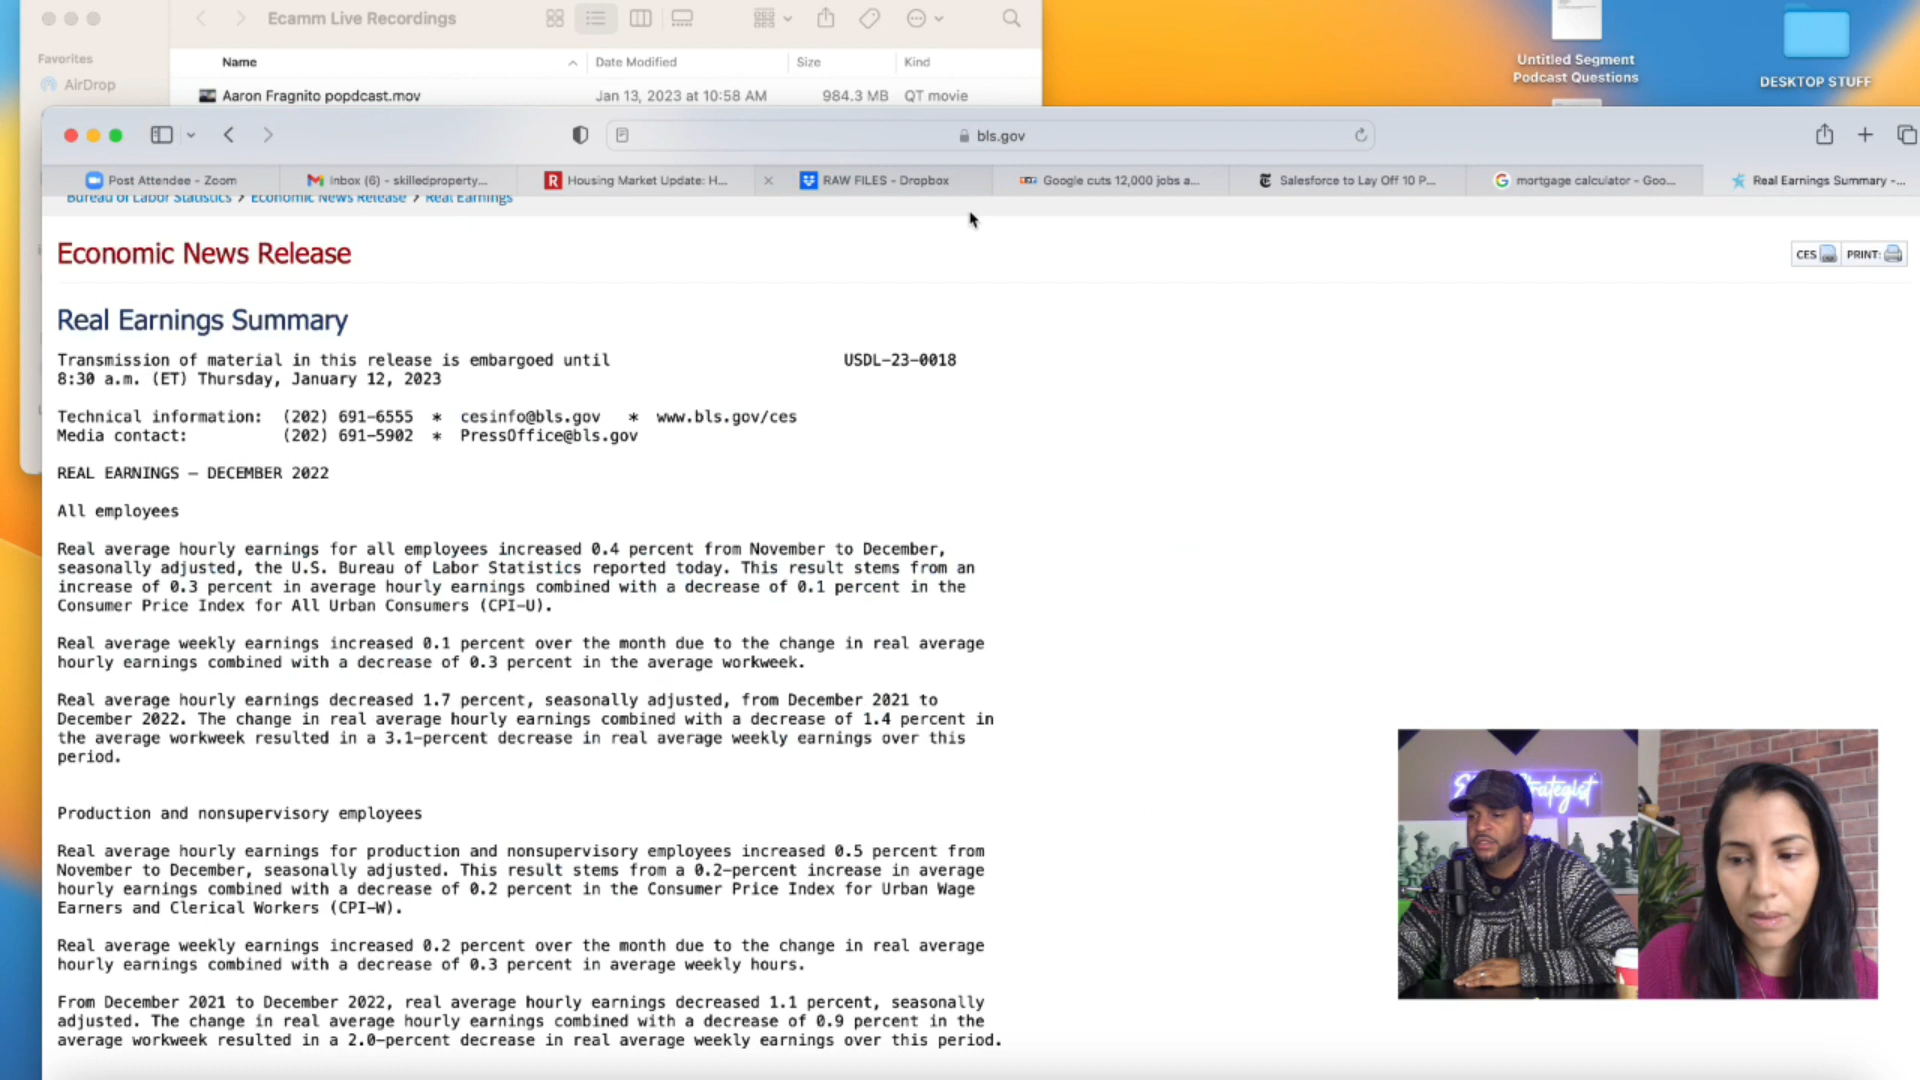 Ecamm Live Recordings
Favorites
AirDrop
Name Date Modified Size Kind
Aaron Fragnito popdcast.mov Jan 13, 2023 at 10:58 AM 984.3 MB QT movie
Untitled Segment
Podcast Questions
DESKTOP STUFF
bls.gov
Post Attendee - Zoom
Inbox (6) - skilledproperty...
Housing Market Update: H...
RAW FILES - Dropbox
Google cuts 12,000 jobs a...
Salesforce to Lay Off 10 P...
mortgage calculator - Goo...
Real Earnings Summary -...
Bureau of Labor Statistics > Economic News Release > Real Earnings
Economic News Release
CES PRINT:
Real Earnings Summary
Transmission of material in this release is embargoed until USDL-23-0018
8:30 a.m. (ET) Thursday, January 12, 2023
Technical information: (202) 691-6555 * cesinfo@bls.gov * www.bls.gov/ces
Media contact: (202) 691-5902 * PressOffice@bls.gov
REAL EARNINGS – DECEMBER 2022
All employees
Real average hourly earnings for all employees increased 0.4 percent from November to December,
seasonally adjusted, the U.S. Bureau of Labor Statistics reported today. This result stems from an
increase of 0.3 percent in average hourly earnings combined with a decrease of 0.1 percent in the
Consumer Price Index for All Urban Consumers (CPI-U).
Real average weekly earnings increased 0.1 percent over the month due to the change in real average
hourly earnings combined with a decrease of 0.3 percent in the average workweek.
Real average hourly earnings decreased 1.7 percent, seasonally adjusted, from December 2021 to
December 2022. The change in real average hourly earnings combined with a decrease of 1.4 percent in
the average workweek resulted in a 3.1-percent decrease in real average weekly earnings over this
period.
Production and nonsupervisory employees
Real average hourly earnings for production and nonsupervisory employees increased 0.5 percent from
November to December, seasonally adjusted. This result stems from a 0.2-percent increase in average
hourly earnings combined with a decrease of 0.2 percent in the Consumer Price Index for Urban Wage
Earners and Clerical Workers (CPI-W).
Real average weekly earnings increased 0.2 percent over the month due to the change in real average
hourly earnings combined with a decrease of 0.3 percent in average weekly hours.
From December 2021 to December 2022, real average hourly earnings decreased 1.1 percent, seasonally
adjusted. The change in real average hourly earnings combined with a decrease of 0.9 percent in the
average workweek resulted in a 2.0-percent decrease in real average weekly earnings over this period.